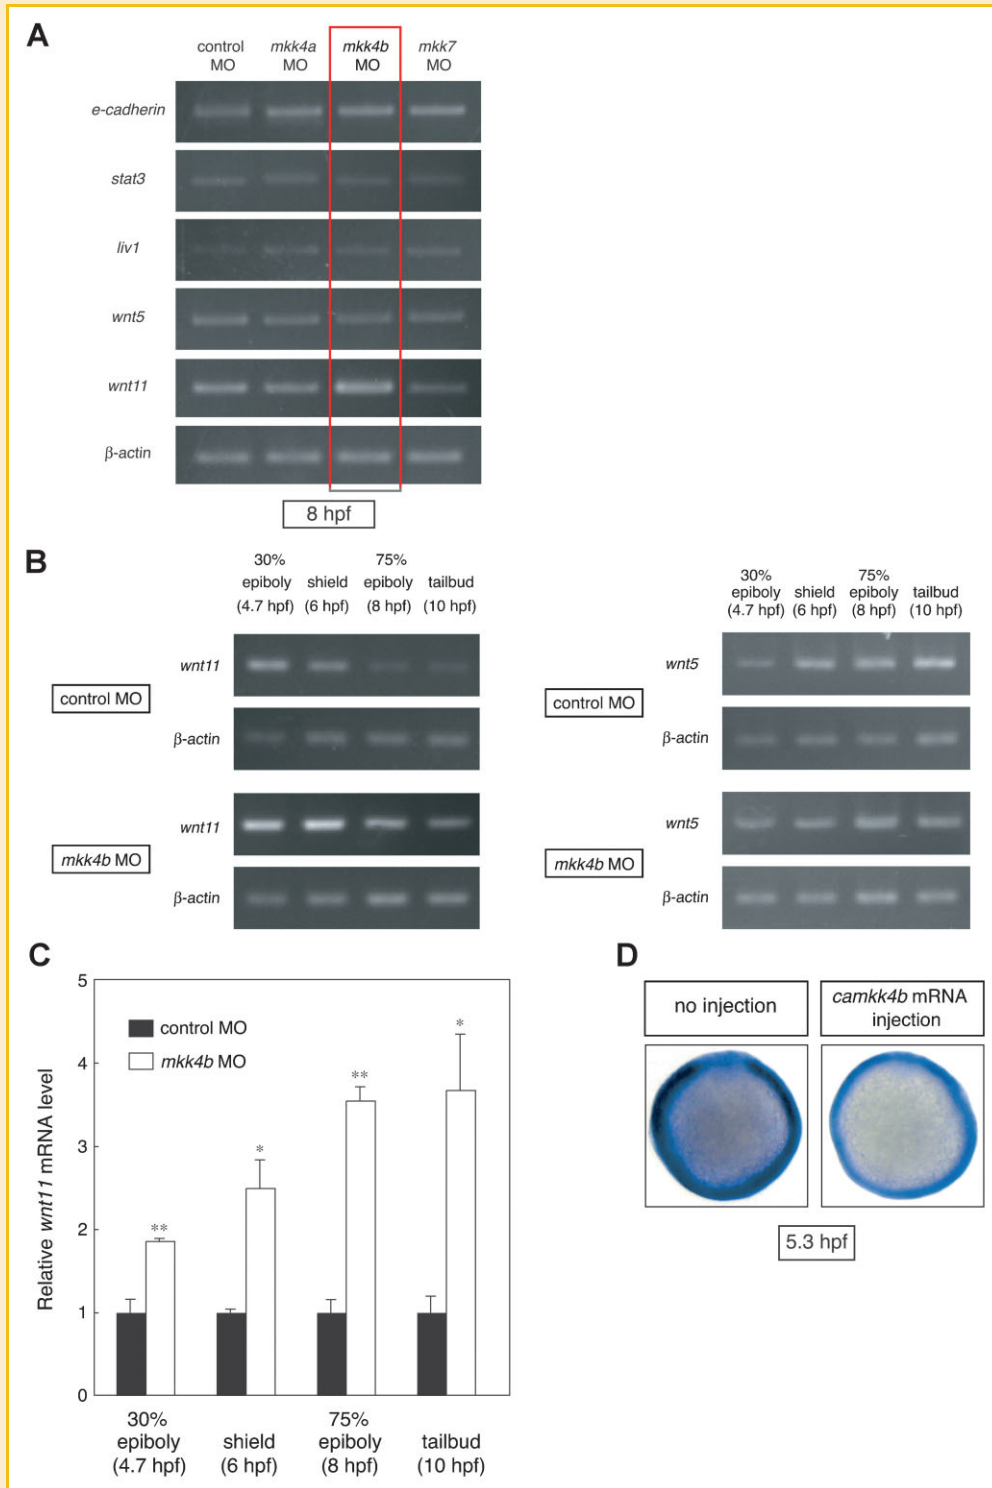 A
control mkk4a mkk4b mkk7
MO MO MO MO
e-cadherin
stat3
liv1
wnt5
wnt11
β-actin
8 hpf
B
30% 75%
epiboly shield epiboly tailbud
(4.7 hpf) (6 hpf) (8 hpf) (10 hpf)
wnt11
control MO
β-actin
wnt11
mkk4b MO
β-actin
30% 75%
epiboly shield epiboly tailbud
(4.7 hpf) (6 hpf) (8 hpf) (10 hpf)
wnt5
control MO
β-actin
wnt5
mkk4b MO
β-actin
C
Relative wnt11 mRNA level
5
4
3
2
1
0
control MO
mkk4b MO
** * ** *
30% 75%
epiboly shield epiboly tailbud
(4.7 hpf) (6 hpf) (8 hpf) (10 hpf)
D
no injection
camkk4b mRNA
injection
5.3 hpf